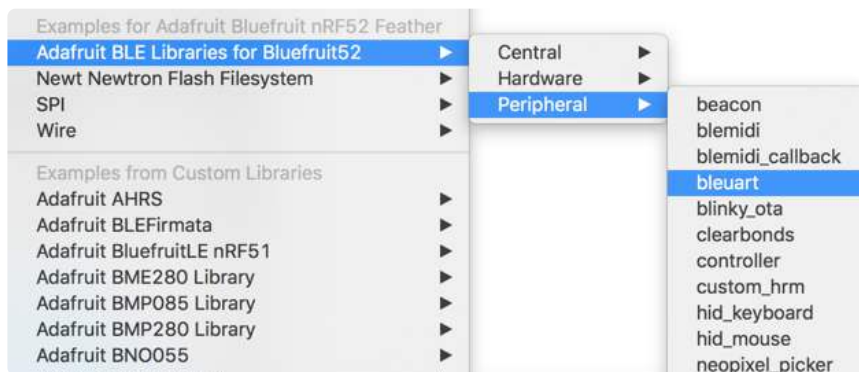 Examples for Adafruit Bluefruit nRF52 Feather
Adafruit BLE Libraries for Bluefruit52
Newt Newtron Flash Filesystem
SPI
Wire
Examples from Custom Libraries
Adafruit AHRS
Adafruit BLEFirmata
Adafruit BluefruitLE nRF51
Adafruit BME280 Library
Adafruit BMP085 Library
Adafruit BMP280 Library
Adafruit BNO055
Central
Hardware
Peripheral
beacon
blemidi
blemidi_callback
bleuart
blinky_ota
clearbonds
controller
custom_hrm
hid_keyboard
hid_mouse
neopixel_picker